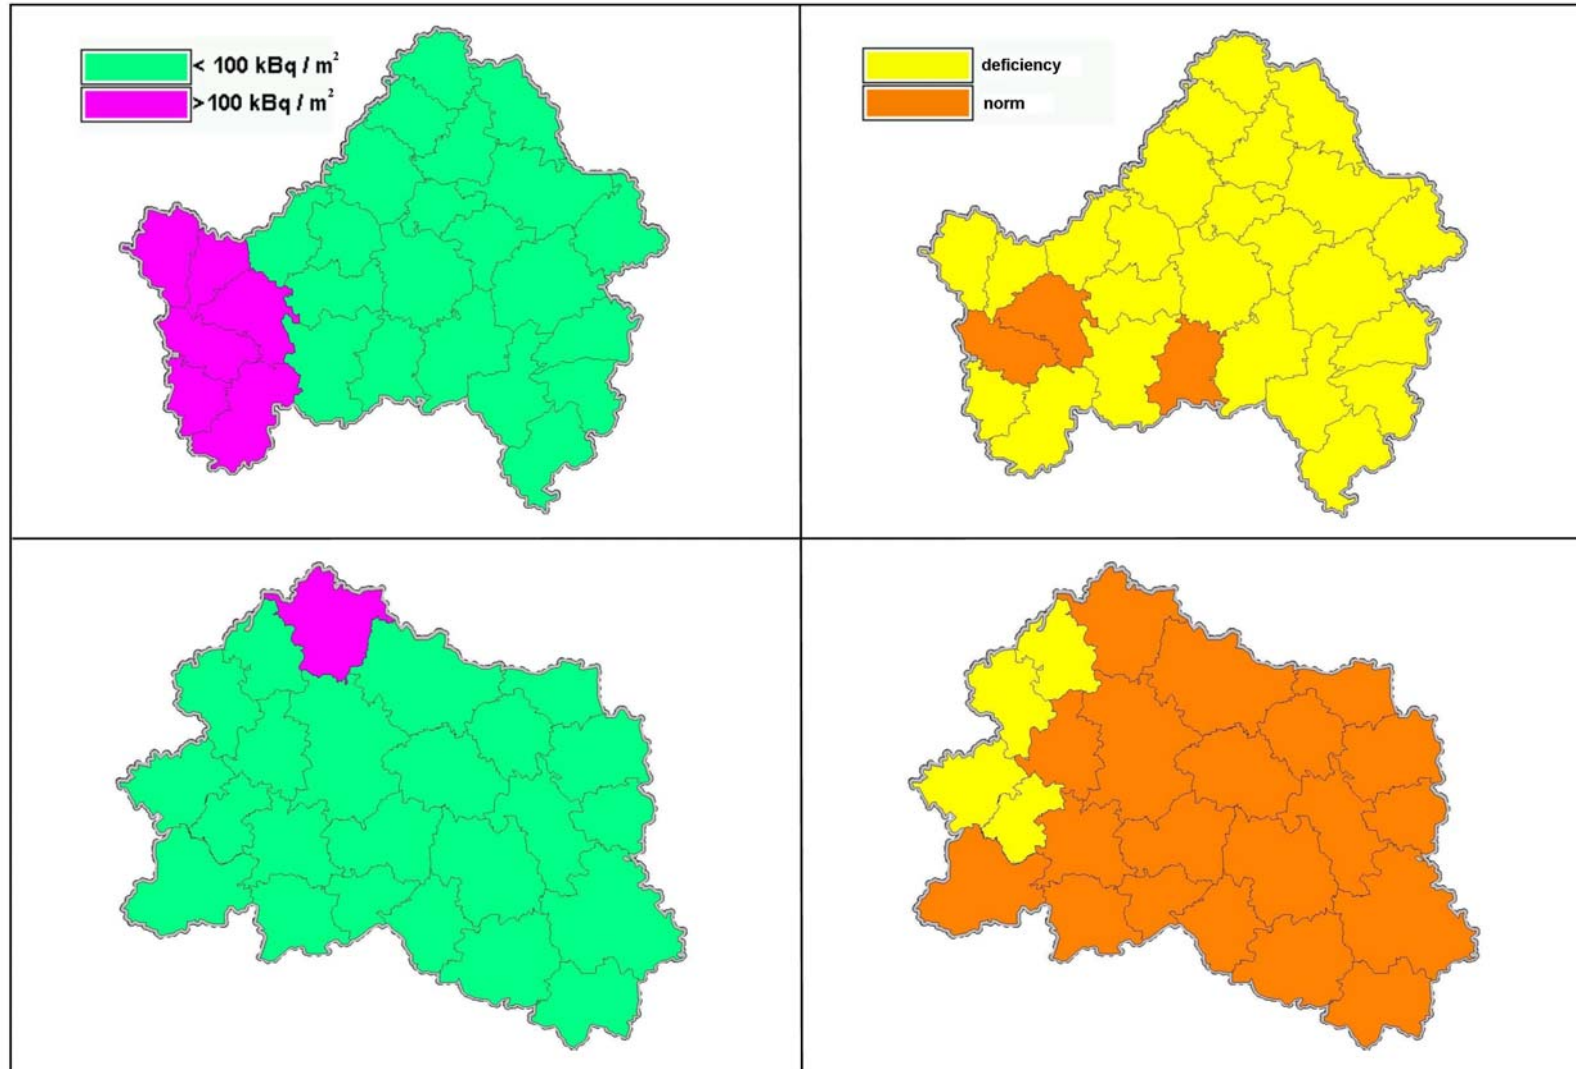 < 100 kBq / m²
>100 kBq / m²
deficiency
norm